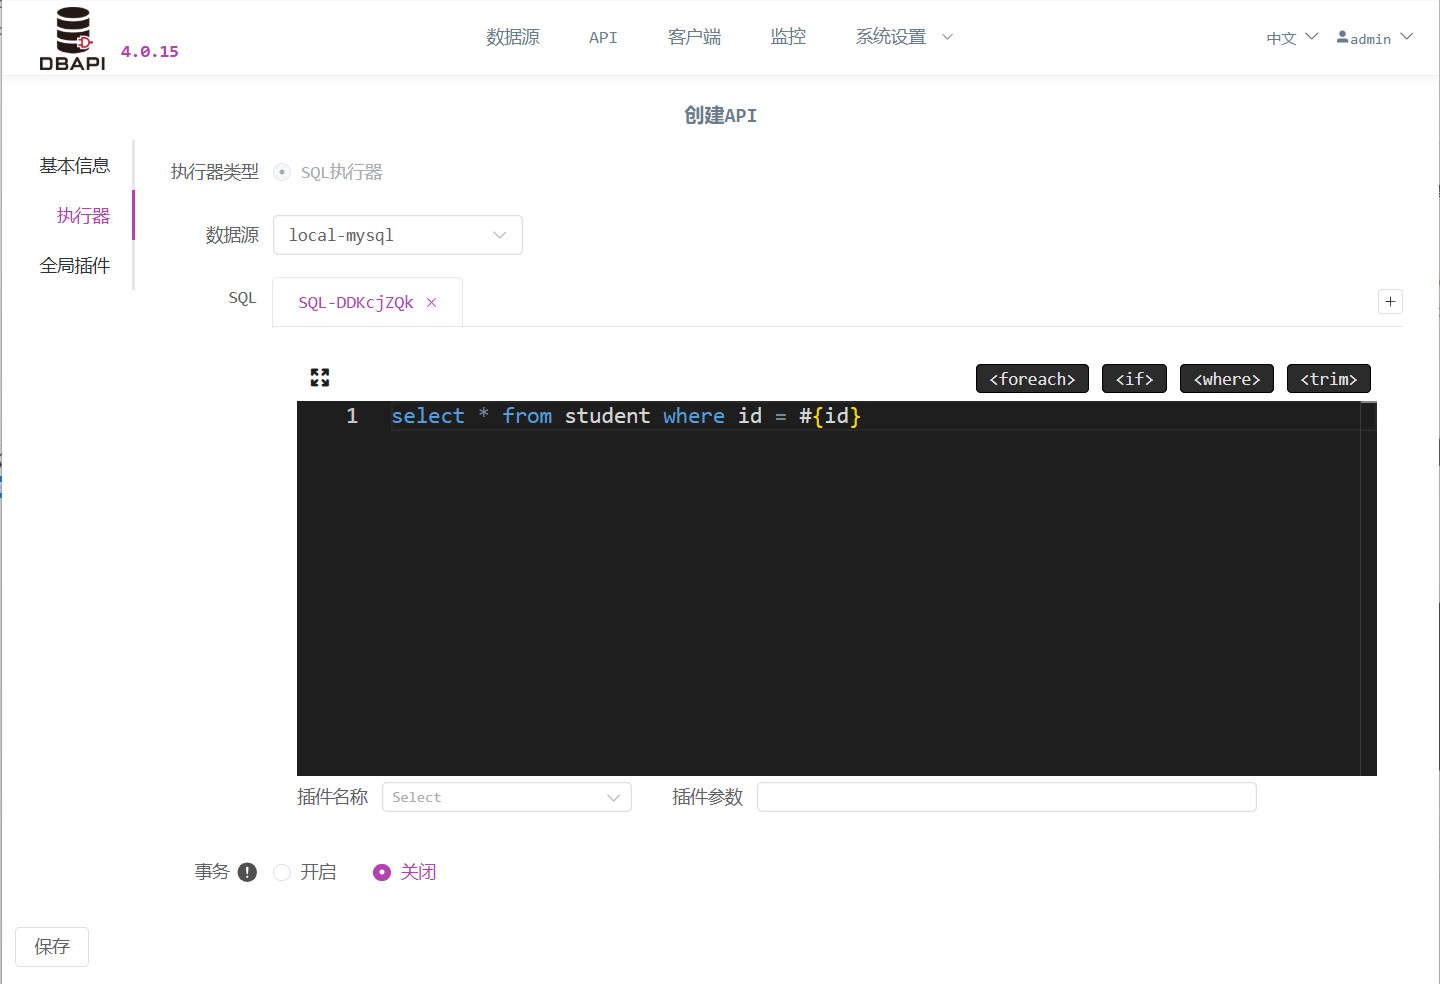 DBAPI 4.0.15 数据源 API 客户端 监控 系统设置 中文 admin
创建API
基本信息
执行器
全局插件
执行器类型 SQL执行器
数据源 local-mysql
SQL SQL-DDKcjZQk × +
<foreach> <if> <where> <trim>
1 select * from student where id = #{id}
插件名称 Select 插件参数
事务 ! 开启 关闭
保存